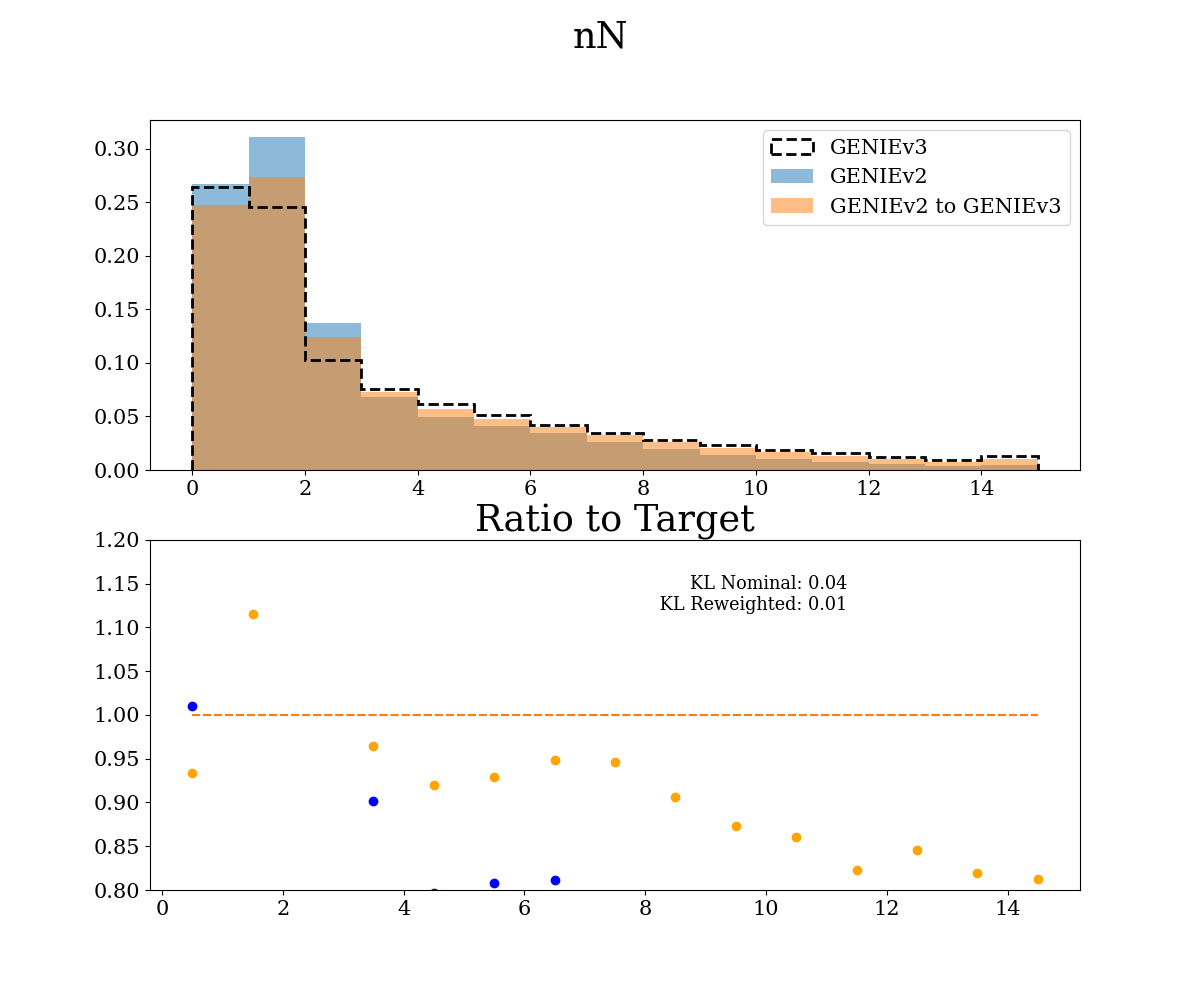 nN
0.30
0.25
0.20
0.15
0.10
0.05
0.00
GENIEv3
GENIEv2
GENIEv2 to GENIEv3
0 2 4 6 8 10 12 14
Ratio to Target
1.20
1.15
1.10
1.05
1.00
0.95
0.90
0.85
0.80
KL Nominal: 0.04
KL Reweighted: 0.01
0 2 4 6 8 10 12 14